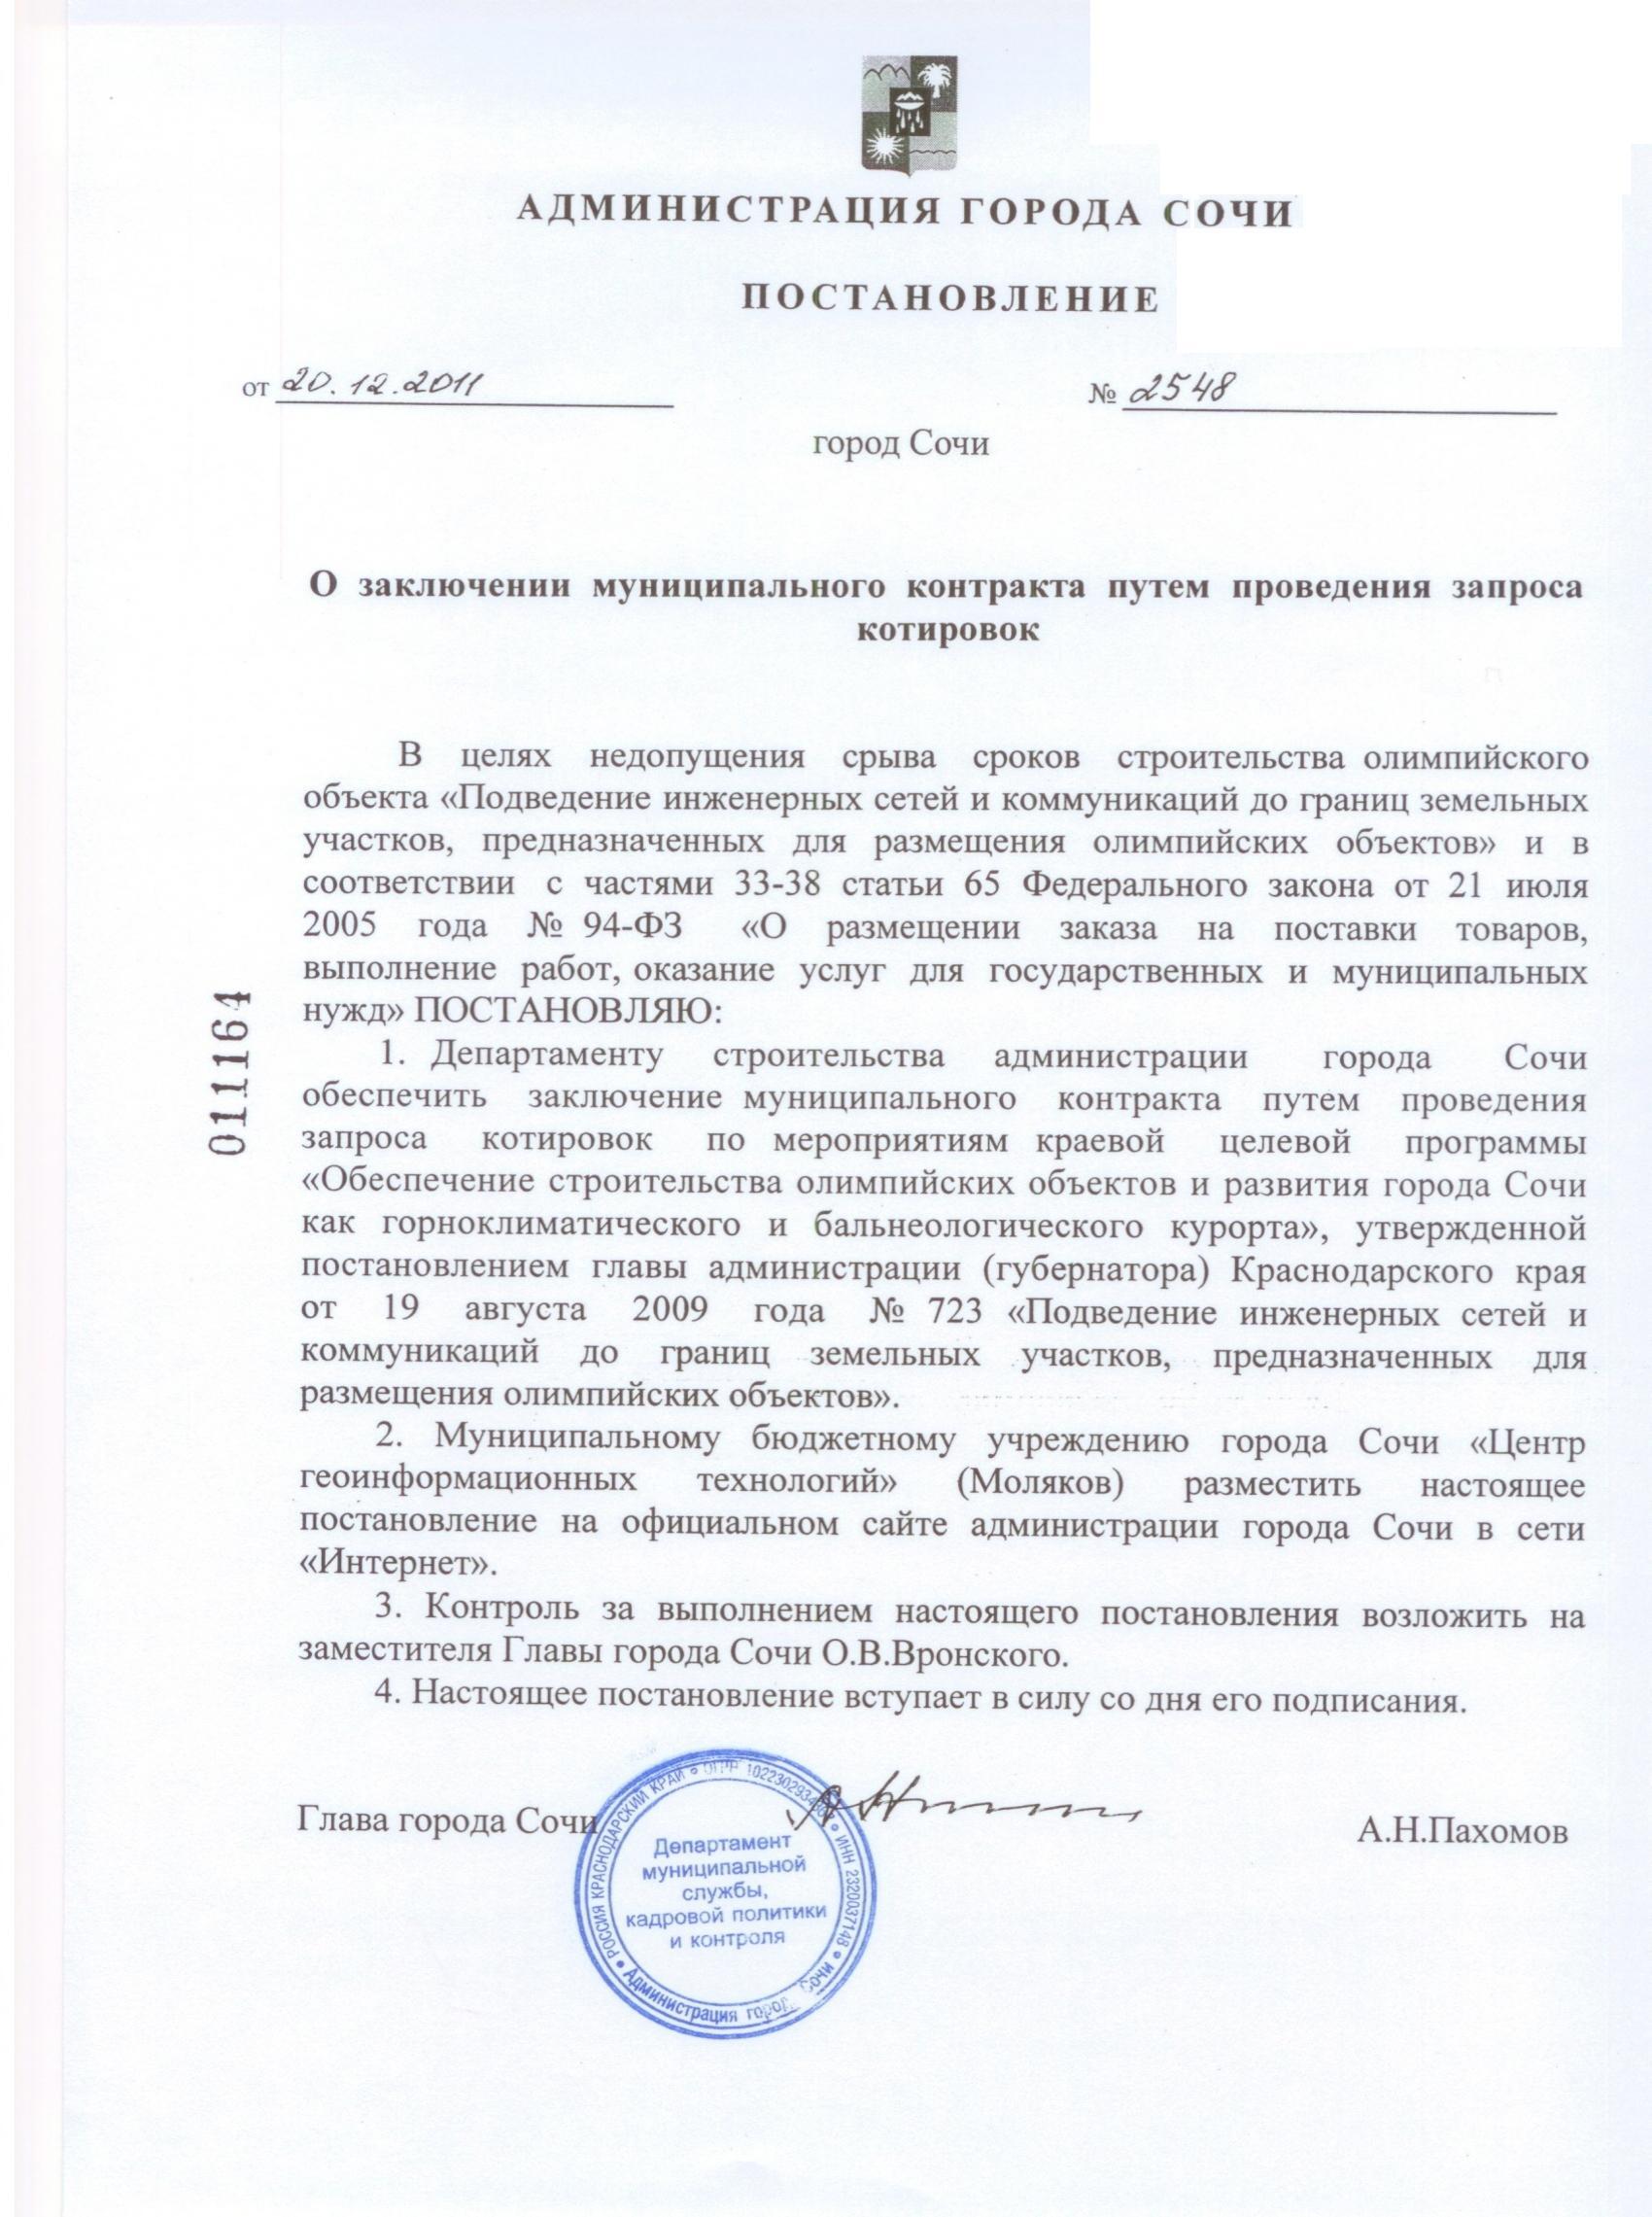 АДМИНИСТРАЦИЯ ГОРОДА СОЧИ
ПОСТАНОВЛЕНИЕ
от 20.12.2011 № 2548
город Сочи
О заключении муниципального контракта путем проведения запроса
котировок
В целях недопущения срыва сроков строительства олимпийского
объекта «Подведение инженерных сетей и коммуникаций до границ земельных
участков, предназначенных для размещения олимпийских объектов» и в
соответствии с частями 33-38 статьи 65 Федерального закона от 21 июля
2005 года № 94-ФЗ «О размещении заказа на поставки товаров,
выполнение работ, оказание услуг для государственных и муниципальных
нужд» ПОСТАНОВЛЯЮ:
1. Департаменту строительства администрации города Сочи
обеспечить заключение муниципального контракта путем проведения
запроса котировок по мероприятиям краевой целевой программы
«Обеспечение строительства олимпийских объектов и развития города Сочи
как горноклиматического и бальнеологического курорта», утвержденной
постановлением главы администрации (губернатора) Краснодарского края
от 19 августа 2009 года № 723 «Подведение инженерных сетей и
коммуникаций до границ земельных участков, предназначенных для
размещения олимпийских объектов».
2. Муниципальному бюджетному учреждению города Сочи «Центр
геоинформационных технологий» (Моляков) разместить настоящее
постановление на официальном сайте администрации города Сочи в сети
«Интернет».
3. Контроль за выполнением настоящего постановления возложить на
заместителя Главы города Сочи О.В.Вронского.
4. Настоящее постановление вступает в силу со дня его подписания.
Глава города Сочи А.Н.Пахомов
011164
РОССИЯ КРАСНОДАРСКИЙ КРАЙ • ОГРР • ИНН 2320037148 •
Администрация Сочи
Департамент
муниципальной
службы,
кадровой политики
и контроля